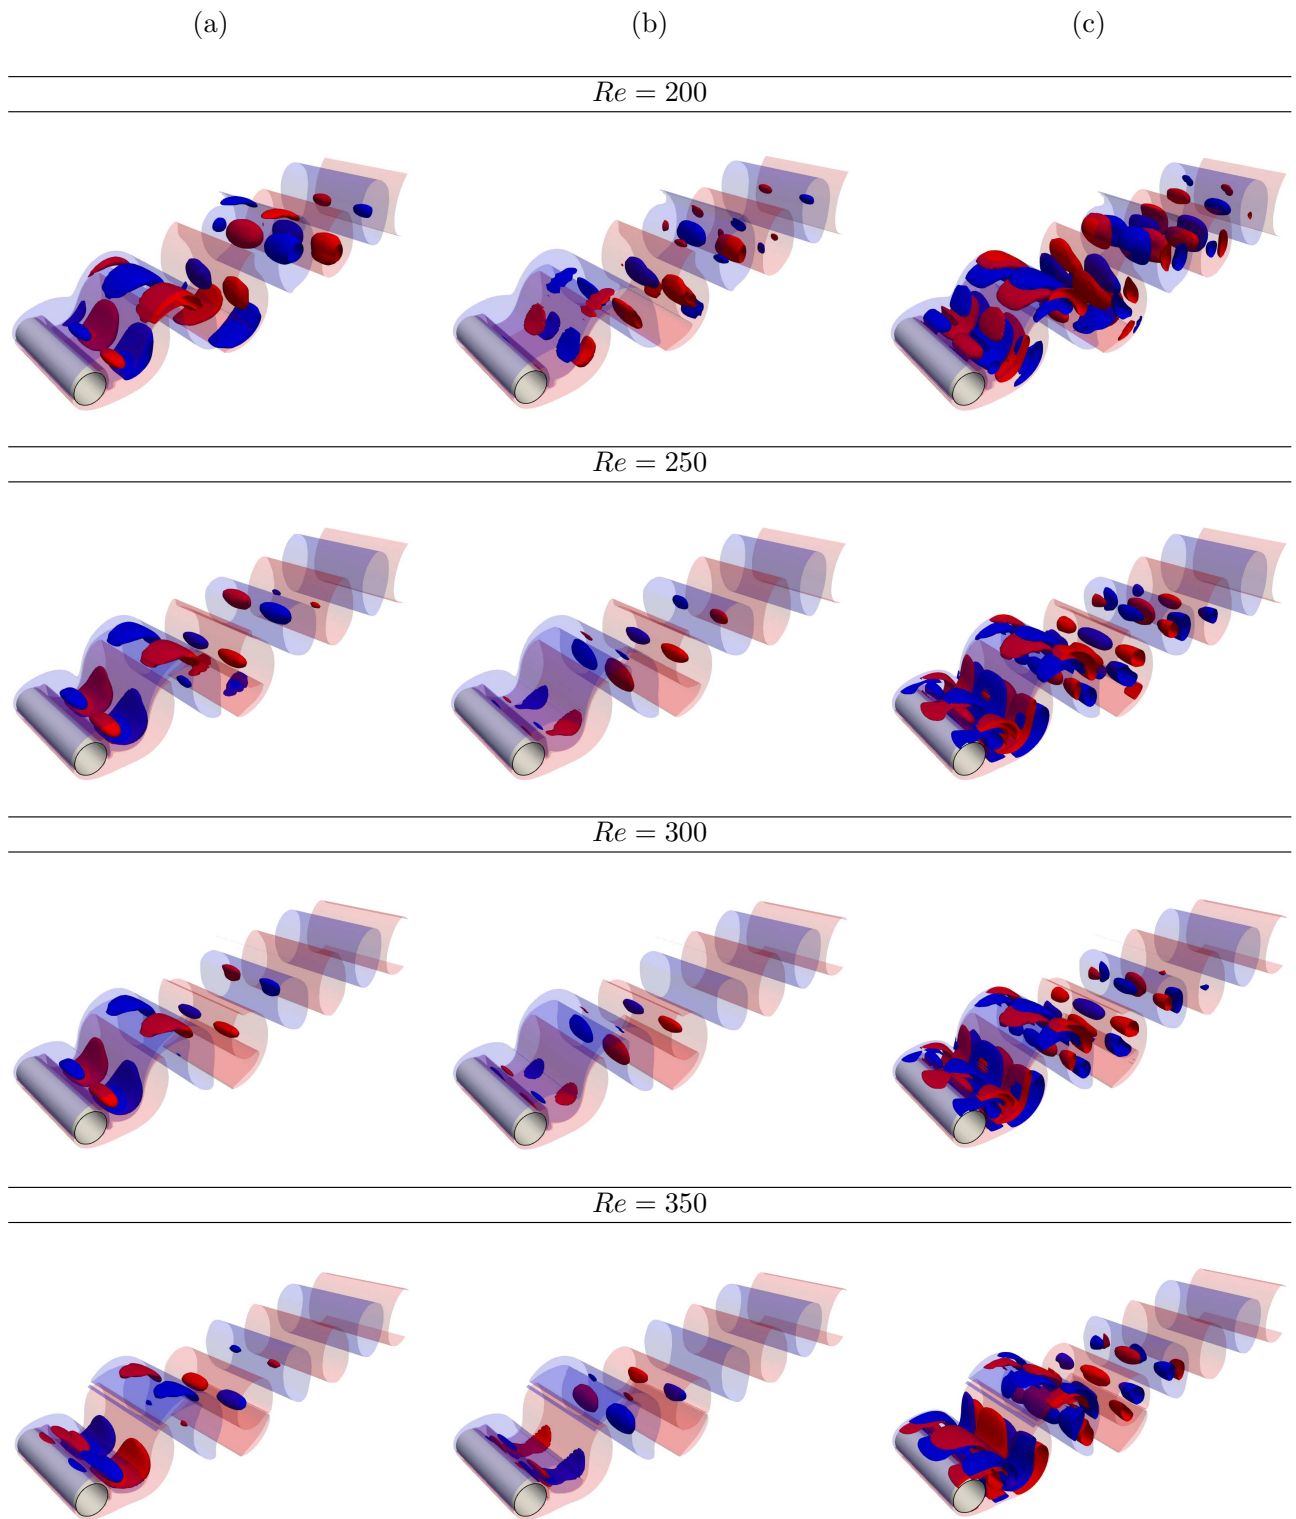 (a) (b) (c)
Re = 200
Re = 250
Re = 300
Re = 350